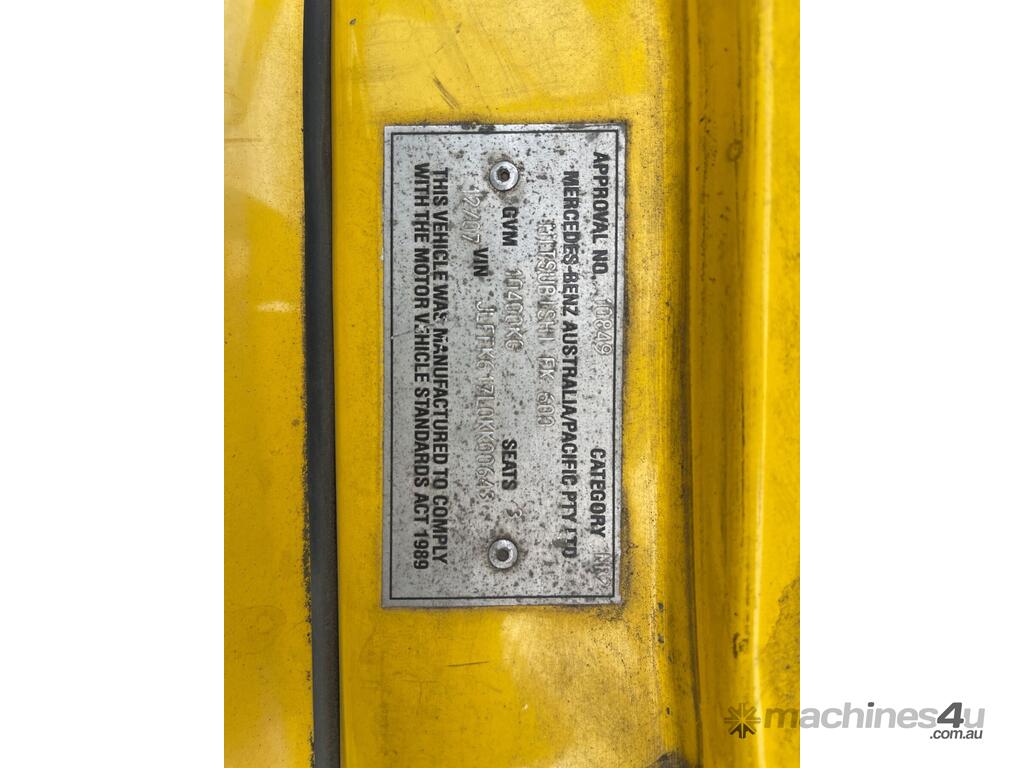 APPROVAL NO. 10849 CATEGORY NB2
MERCEDES-BENZ AUSTRALIA/PACIFIC PTY LTD
MITSUBISHI FK 600
GVM 10400KG SEATS 3
12/07 VIN
THIS VEHICLE WAS MANUFACTURED TO COMPLY
WITH THE MOTOR VEHICLE STANDARDS ACT 1989
machines4u
.com.au